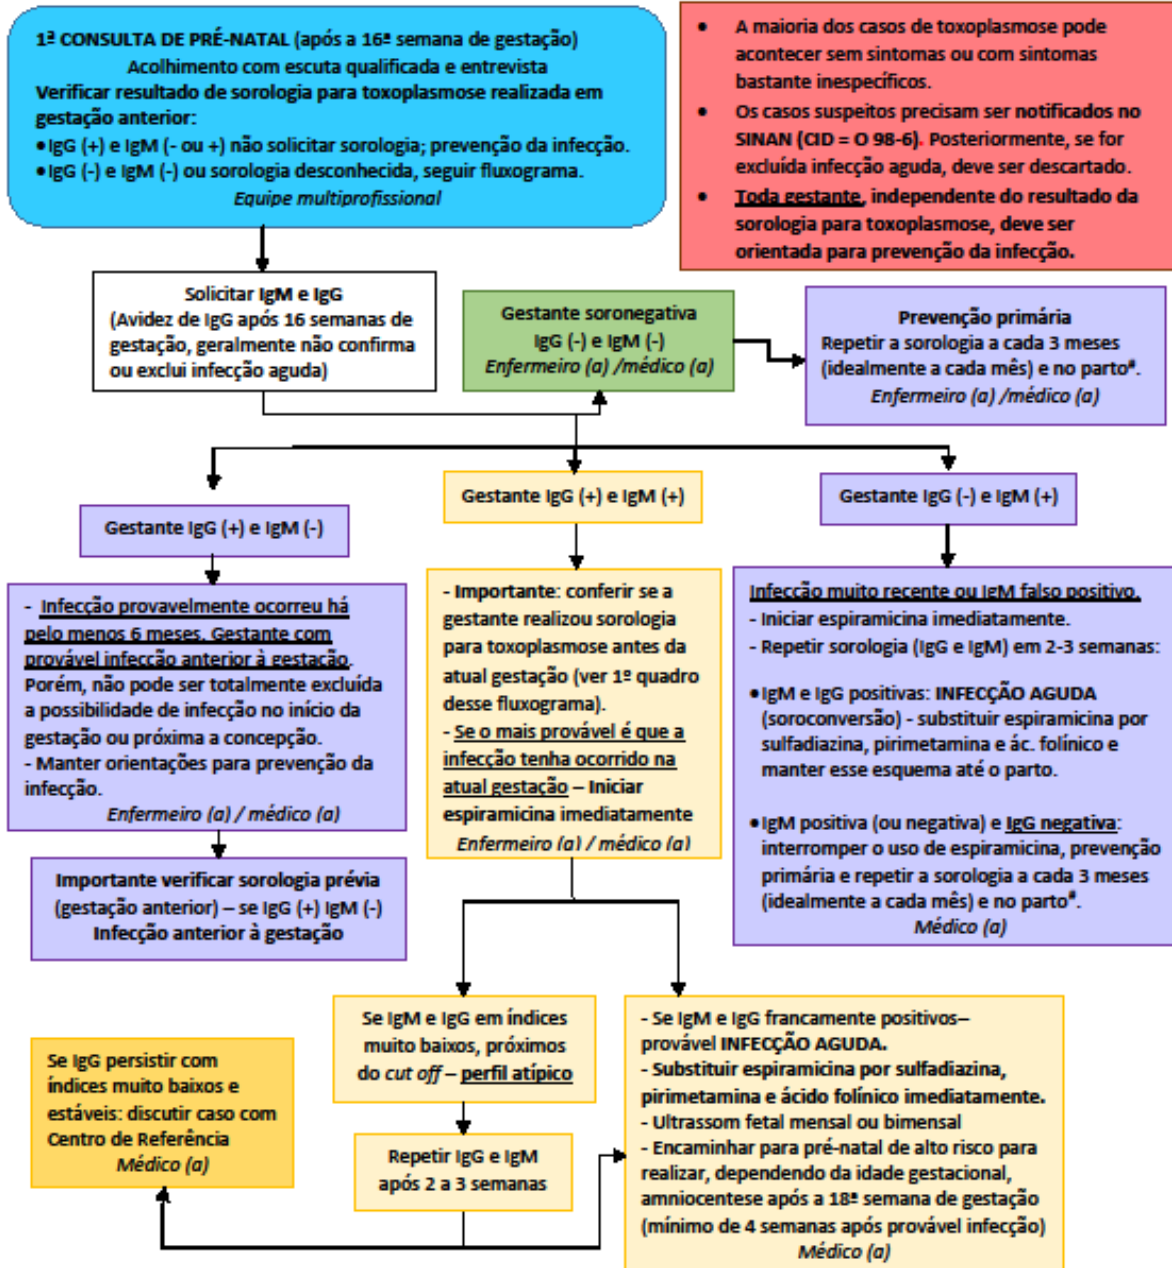 1ª CONSULTA DE PRÉ-NATAL (após a 16ª semana de gestação)
Acolhimento com escuta qualificada e entrevista
Verificar resultado de sorologia para toxoplasmose realizada em
gestação anterior:
•IgG (+) e IgM (- ou +) não solicitar sorologia; prevenção da infecção.
•IgG (-) e IgM (-) ou sorologia desconhecida, seguir fluxograma.
Equipe multiprofissional
• A maioria dos casos de toxoplasmose pode
acontecer sem sintomas ou com sintomas
bastante inespecíficos.
• Os casos suspeitos precisam ser notificados no
SINAN (CID = O 98-6). Posteriormente, se for
excluída infecção aguda, deve ser descartado.
• Toda gestante, independente do resultado da
sorologia para toxoplasmose, deve ser
orientada para prevenção da infecção.
Solicitar IgM e IgG
(Avidez de IgG após 16 semanas de
gestação, geralmente não confirma
ou exclui infecção aguda)
Gestante soronegativa
IgG (-) e IgM (-)
Enfermeiro (a) /médico (a)
Prevenção primária
Repetir a sorologia a cada 3 meses
(idealmente a cada mês) e no parto#.
Enfermeiro (a) /médico (a)
Gestante IgG (+) e IgM (-)
Gestante IgG (+) e IgM (+)
Gestante IgG (-) e IgM (+)
- Infecção provavelmente ocorreu há
pelo menos 6 meses. Gestante com
provável infecção anterior à gestação.
Porém, não pode ser totalmente excluída
a possibilidade de infecção no início da
gestação ou próxima a concepção.
- Manter orientações para prevenção da
infecção.
Enfermeiro (a) / médico (a)
Importante verificar sorologia prévia
(gestação anterior) – se IgG (+) IgM (-)
Infecção anterior à gestação
- Importante: conferir se a
gestante realizou sorologia
para toxoplasmose antes da
atual gestação (ver 1º quadro
desse fluxograma).
- Se o mais provável é que a
infecção tenha ocorrido na
atual gestação – Iniciar
espiramicina imediatamente
Enfermeiro (a) / médico (a)
Infecção muito recente ou IgM falso positivo.
- Iniciar espiramicina imediatamente.
- Repetir sorologia (IgG e IgM) em 2-3 semanas:
•IgM e IgG positivas: INFECÇÃO AGUDA
(soroconversão) - substituir espiramicina por
sulfadiazina, pirimetamina e ác. folínico e
manter esse esquema até o parto.
•IgM positiva (ou negativa) e IgG negativa:
interromper o uso de espiramicina, prevenção
primária e repetir a sorologia a cada 3 meses
(idealmente a cada mês) e no parto#.
Médico (a)
Se IgM e IgG em índices
muito baixos, próximos
do cut off – perfil atípico
Repetir IgG e IgM
após 2 a 3 semanas
Se IgG persistir com
índices muito baixos e
estáveis: discutir caso com
Centro de Referência
Médico (a)
- Se IgM e IgG francamente positivos–
provável INFECÇÃO AGUDA.
- Substituir espiramicina por sulfadiazina,
pirimetamina e ácido folínico imediatamente.
- Ultrassom fetal mensal ou bimensal
- Encaminhar para pré-natal de alto risco para
realizar, dependendo da idade gestacional,
amniocentese após a 18ª semana de gestação
(mínimo de 4 semanas após provável infecção)
Médico (a)